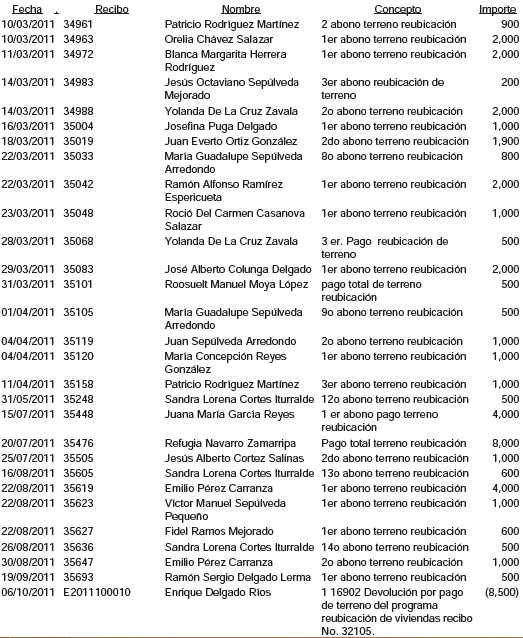 Fecha . Recibo Nombre Concepto Importe
10/03/2011 34961 Patricio Rodríguez Martínez 2 abono terreno reubicación 900
10/03/2011 34963 Orelia Chávez Salazar 1er abono terreno reubicación 2,000
11/03/2011 34972 Blanca Margarita Herrera 1er abono terreno reubicación 2,000
Rodríguez
14/03/2011 34983 Jesús Octaviano Sepúlveda 3er abono reubicación de 200
Mejorado terreno
14/03/2011 34988 Yolanda De La Cruz Zavala 2o abono terreno reubicación 2,000
16/03/2011 35004 Josefina Puga Delgado 1er abono terreno reubicación 1,000
18/03/2011 35019 Juan Everto Ortiz González 2do abono terreno reubicación 1,900
22/03/2011 35033 María Guadalupe Sepúlveda 8o abono terreno reubicación 800
Arredondo
22/03/2011 35042 Ramón Alfonso Ramírez 1er abono terreno reubicación 2,000
Espericueta
23/03/2011 35048 Roció Del Carmen Casanova 1er abono terreno reubicación 1,000
Salazar
28/03/2011 35068 Yolanda De La Cruz Zavala 3 er. Pago reubicación de 500
terreno
29/03/2011 35083 José Alberto Colunga Delgado 1er abono terreno reubicación 2,000
31/03/2011 35101 Roosuelt Manuel Moya López pago total de terreno 500
reubicación
01/04/2011 35105 María Guadalupe Sepúlveda 9o abono terreno reubicación 500
Arredondo
04/04/2011 35119 Juan Sepúlveda Arredondo 2o abono terreno reubicación 1,000
04/04/2011 35120 María Concepción Reyes 1er abono terreno reubicación 1,000
González
11/04/2011 35158 Patricio Rodríguez Martínez 3er abono terreno reubicación 1,000
31/05/2011 35248 Sandra Lorena Cortes Iturralde 12o abono terreno reubicación 500
15/07/2011 35448 Juana María García Reyes 1 er abono pago terreno 4,000
reubicación
20/07/2011 35476 Refugia Navarro Zamarripa Pago total terreno reubicación 8,000
25/07/2011 35505 Jesús Alberto Cortez Salinas 2do abono terreno reubicación 1,000
16/08/2011 35605 Sandra Lorena Cortes Iturralde 13o abono terreno reubicación 600
22/08/2011 35619 Emilio Pérez Carranza 1er abono terreno reubicación 4,000
22/08/2011 35623 Víctor Manuel Sepúlveda 1er abono terreno reubicación 1,000
Pequeño
22/08/2011 35627 Fidel Ramos Mejorado 1er abono terreno reubicación 600
26/08/2011 35636 Sandra Lorena Cortes Iturralde 14o abono terreno reubicación 500
30/08/2011 35647 Emilio Pérez Carranza 2o abono terreno reubicación 1,000
19/09/2011 35693 Ramón Sergio Delgado Lerma 1er abono terreno reubicación 500
06/10/2011 E2011100010 Enrique Delgado Ríos 1 16902 Devolución por pago (8,500)
de terreno del programa
reubicación de viviendas recibo
No. 32105.